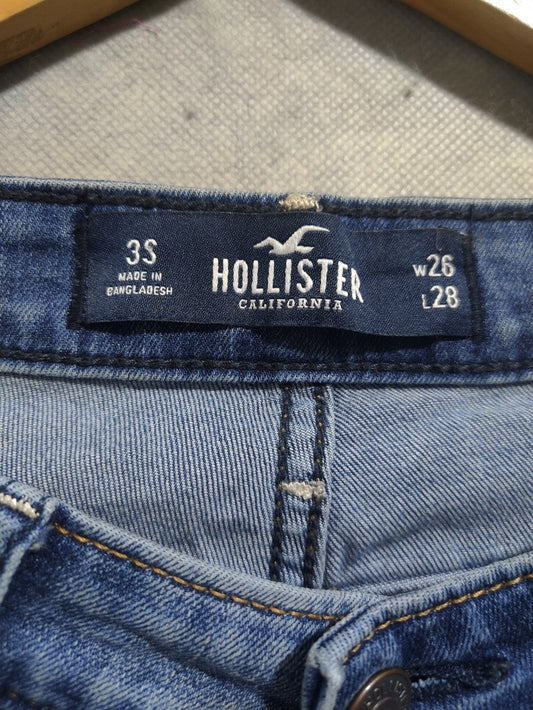 3S
MADE IN
BANGLADESH
HOLLISTER
CALIFORNIA
W26
L28